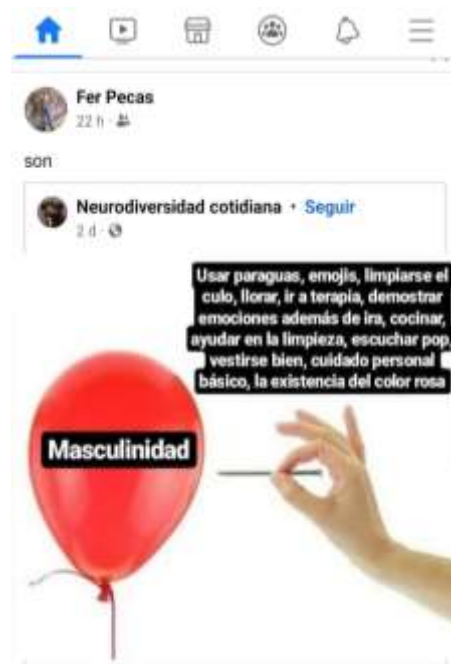 Fer Pecas
22 h
son
Neurodiversidad cotidiana • Seguir
2 d
Usar paraguas, emojis, limpiarse el
culo, llorar, ir a terapia, demostrar
emociones además de ira, cocinar,
ayudar en la limpieza, escuchar pop,
vestirse bien, cuidado personal
básico, la existencia del color rosa
Masculinidad